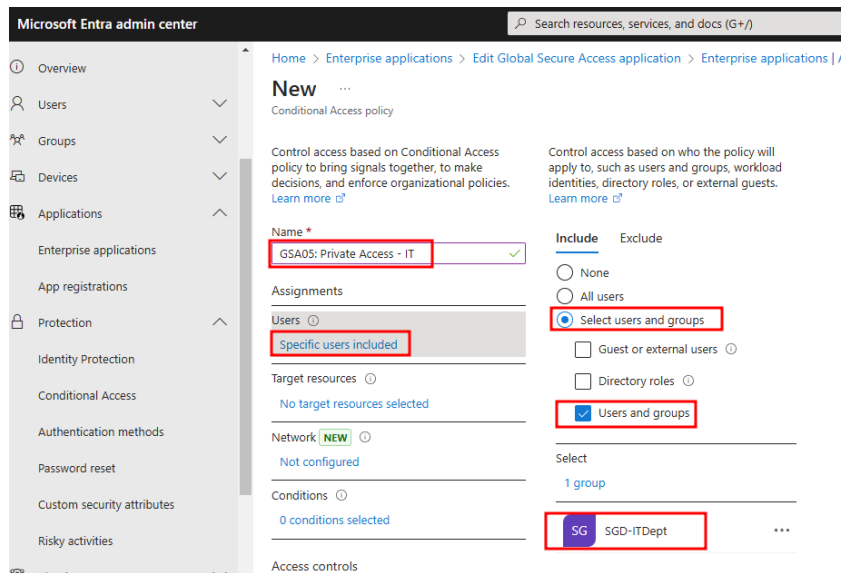 Microsoft Entra admin center
Search resources, services, and docs (G+/)
Overview
Users
Groups
Devices
Applications
Enterprise applications
App registrations
Protection
Identity Protection
Conditional Access
Authentication methods
Password reset
Custom security attributes
Risky activities
Home > Enterprise applications > Edit Global Secure Access application > Enterprise applications |
New ...
Conditional Access policy
Control access based on Conditional Access
policy to bring signals together, to make
decisions, and enforce organizational policies.
Learn more
Name *
GSA05: Private Access - IT
Assignments
Users
Specific users included
Target resources
No target resources selected
Network NEW
Not configured
Conditions
0 conditions selected
Access controls
Control access based on who the policy will
apply to, such as users and groups, workload
identities, directory roles, or external guests.
Learn more
Include Exclude
None
All users
Select users and groups
Guest or external users
Directory roles
Users and groups
Select
1 group
SG SGD-ITDept